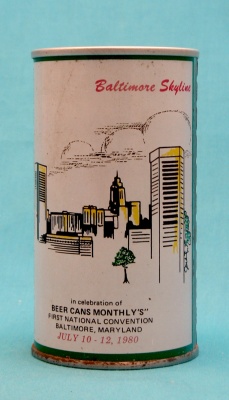 Baltimore Skyline
in celebration of
BEER CANS MONTHLY'S"
FIRST NATIONAL CONVENTION
BALTIMORE, MARYLAND
JULY 10 - 12, 1980